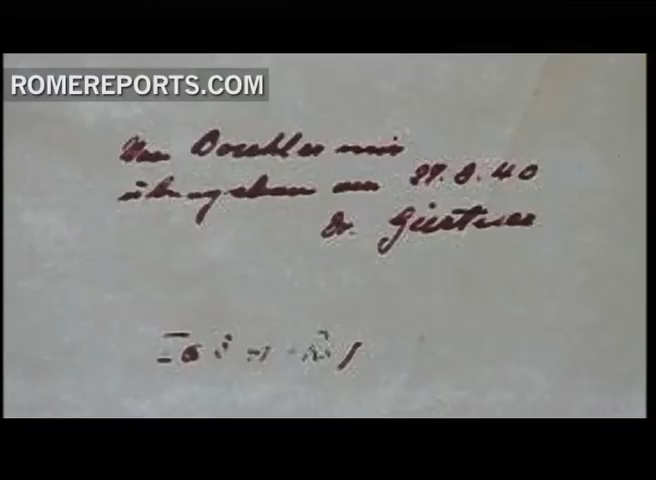 ROMEREPORTS.COM
Von Bouhler mir
übergeben am 27.8.40
Dr. Gürtner